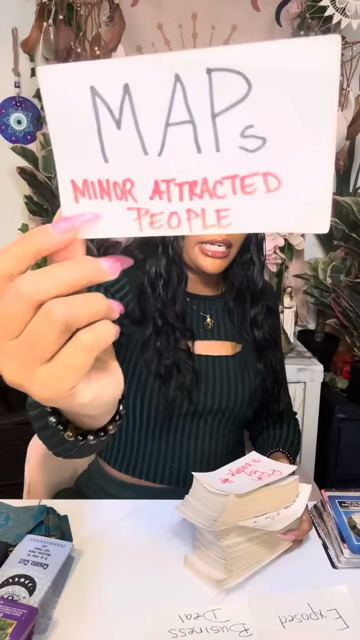 MAPs
MINOR ATTRACTED
PEOPLE
Business
Deal
Exposed